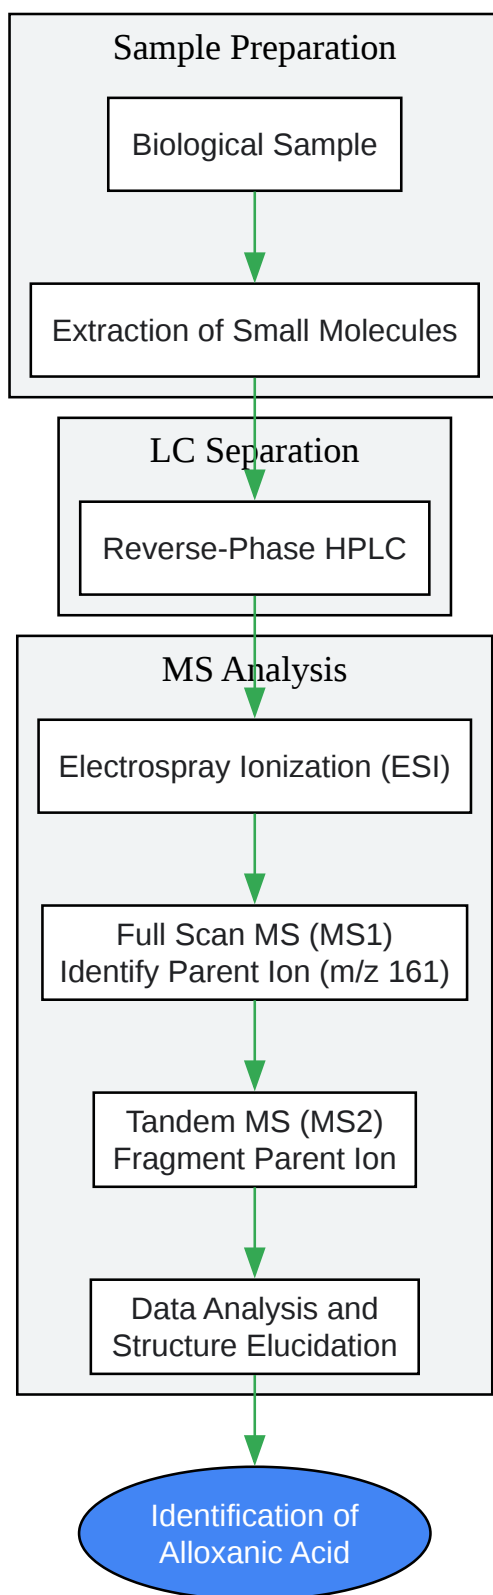 Sample Preparation
Biological Sample
Extraction of Small Molecules
LC Separation
Reverse-Phase HPLC
MS Analysis
Electrospray Ionization (ESI)
Full Scan MS (MS1)
Identify Parent Ion (m/z 161)
Tandem MS (MS2)
Fragment Parent Ion
Data Analysis and
Structure Elucidation
Identification of
Alloxanic Acid